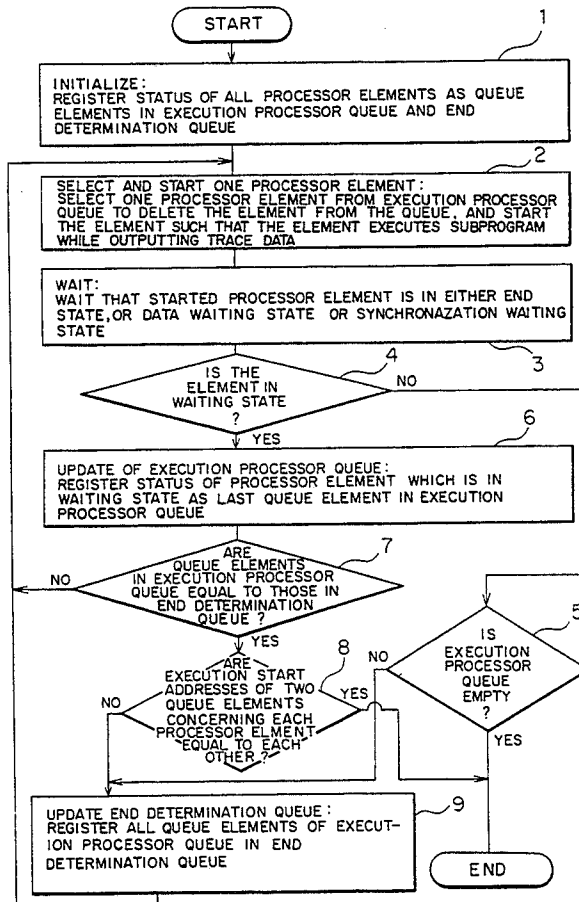 START
1
INITIALIZE:
REGISTER STATUS OF ALL PROCESSOR ELEMENTS AS QUEUE
ELEMENTS IN EXECUTION PROCESSOR QUEUE AND END
DETERMINATION QUEUE
2
SELECT AND START ONE PROCESSOR ELEMENT:
SELECT ONE PROCESSOR ELEMENT FROM EXECUTION PROCESSOR
QUEUE TO DELETE THE ELEMENT FROM THE QUEUE, AND START
THE ELEMENT SUCH THAT THE ELEMENT EXECUTES SUBPROGRAM
WHILE OUTPUTTING TRACE DATA
WAIT:
WAIT THAT STARTED PROCESSOR ELEMENT IS IN EITHER END
STATE, OR DATA WAITING STATE OR SYNCHRONAZATION WAITING
STATE
3
4
IS THE
ELEMENT IN
WAITING STATE
?
NO
YES
6
UPDATE OF EXECUTION PROCESSOR QUEUE:
REGISTER STATUS OF PROCESSOR ELEMENT WHICH IS IN
WAITING STATE AS LAST QUEUE ELEMENT IN EXECUTION
PROCESSOR QUEUE
7
ARE
QUEUE ELEMENTS
IN EXECUTION PROCESSOR
QUEUE EQUAL TO THOSE IN
END DETERMINATION
QUEUE ?
NO
YES
5
IS
EXECUTION
PROCESSOR
QUEUE
EMPTY
?
NO
YES
8
ARE
EXECUTION START
ADDRESSES OF TWO
QUEUE ELEMENTS
CONCERNING EACH
PROCESSOR ELMENT
EQUAL TO EACH
OTHER ?
NO
YES
9
UPDATE END DETERMINATION QUEUE:
REGISTER ALL QUEUE ELEMENTS OF EXECUT-
ION PROCESSOR QUEUE IN END
DETERMINATION QUEUE
END